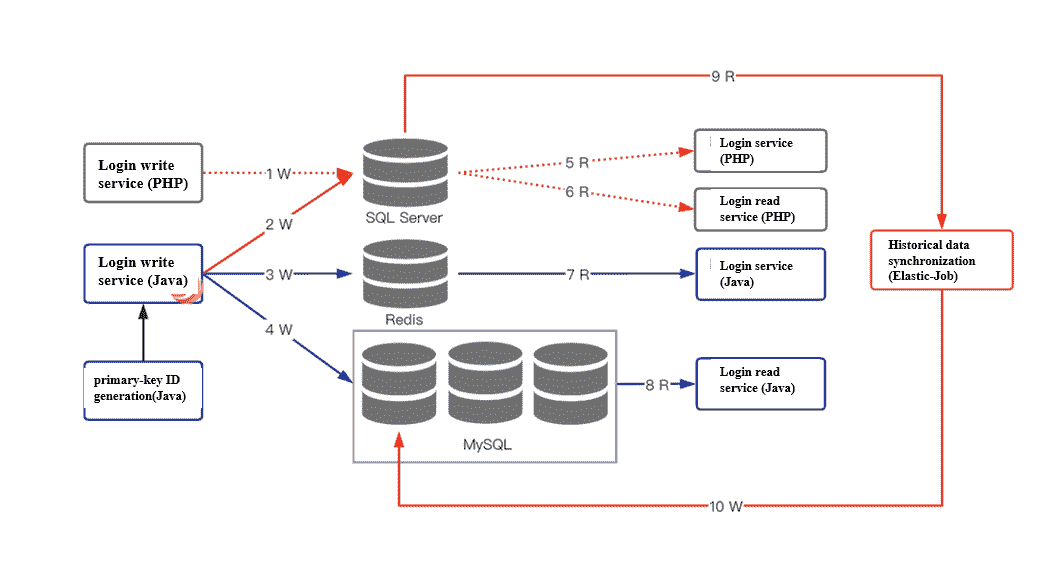 9 R
Login write
service (PHP)
1 W
SQL Server
5 R
6 R
Login service
(PHP)
Login read
service (PHP)
2 W
Login write
service (Java)
3 W
Redis
7 R
Login service
(Java)
Historical data
synchronization
(Elastic-Job)
4 W
primary-key ID
generation(Java)
MySQL
8 R
Login read
service (Java)
10 W